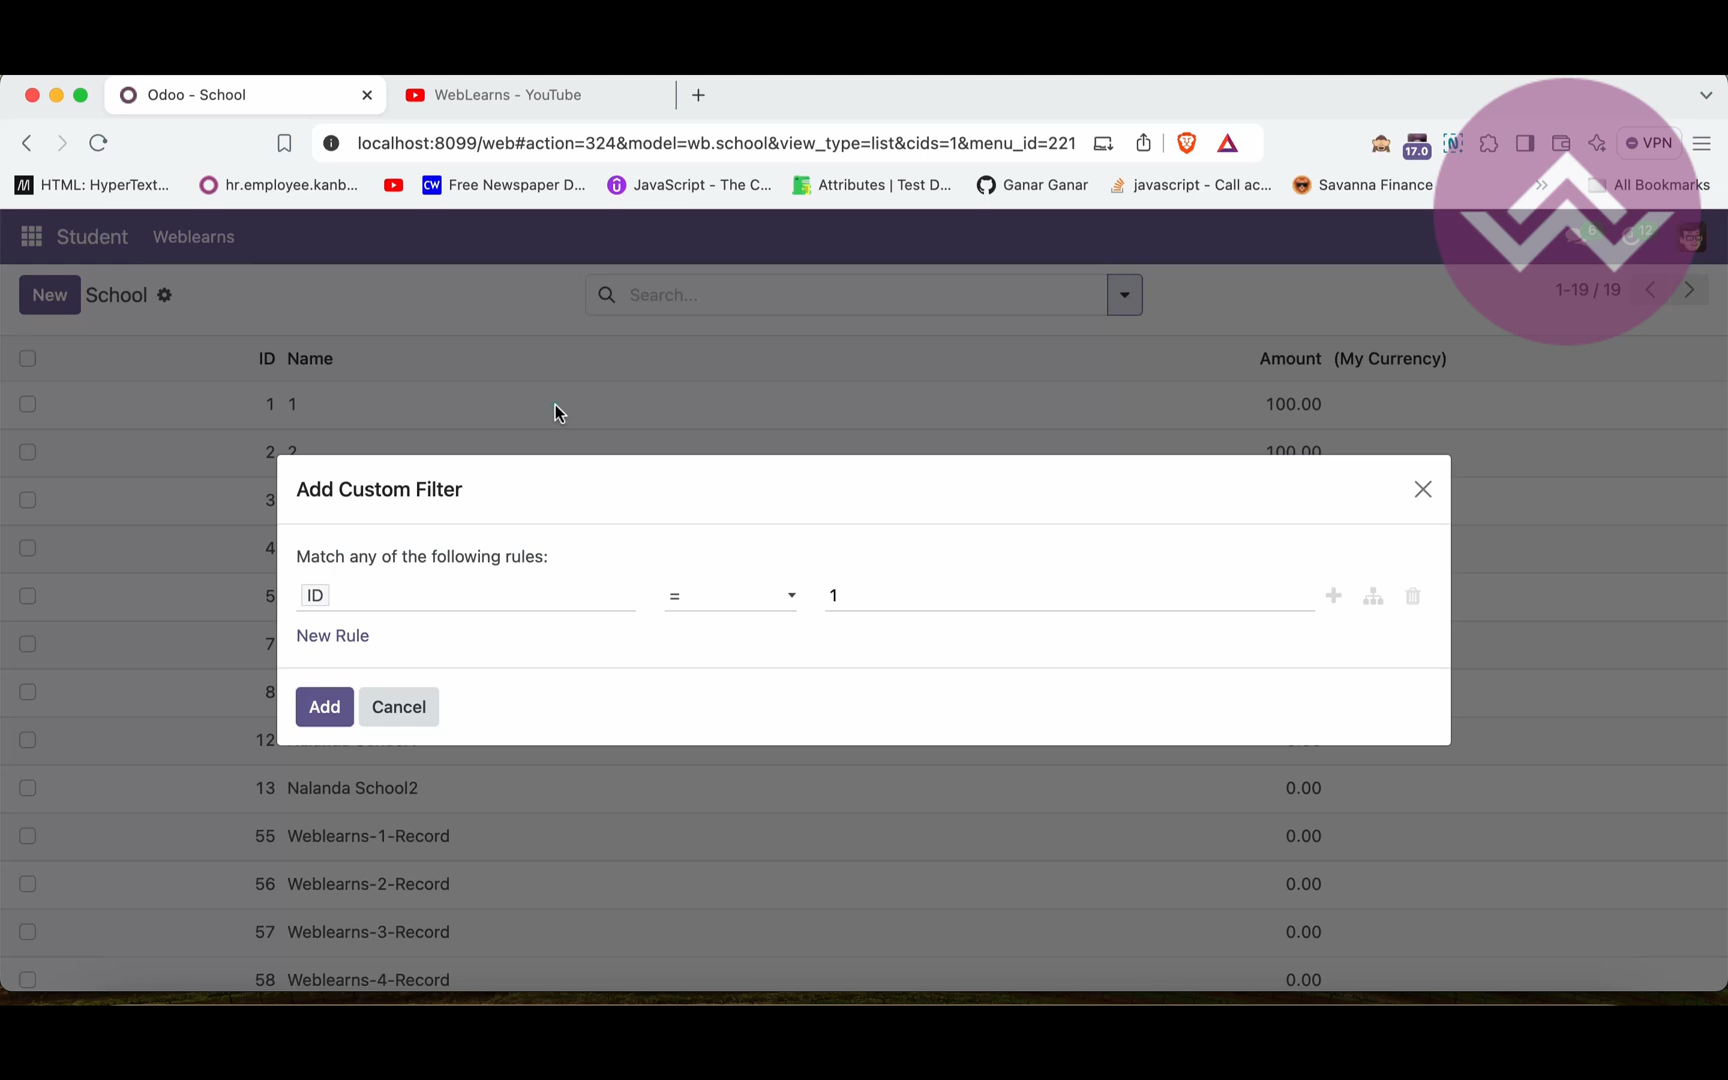 Odoo - School
WebLearns - YouTube
localhost:8099/web#action=324&model=wb.school&view_type=list&cids=1&menu_id=221
17.0
VPN
HTML: HyperText...
hr.employee.kanb...
CW
Free Newspaper D...
JavaScript - The C...
Attributes | Test D...
Ganar Ganar
javascript - Call ac...
Savanna Finance
All Bookmarks
Student
Weblearns
6
12
New
School
Search...
1-19 / 19
ID Name
Amount (My Currency)
1 1
100.00
2 2
100.00
3
4
5
7
8
12
Add Custom Filter
Match any of the following rules:
ID
=
1
New Rule
Add
Cancel
13 Nalanda School2
0.00
55 Weblearns-1-Record
0.00
56 Weblearns-2-Record
0.00
57 Weblearns-3-Record
0.00
58 Weblearns-4-Record
0.00